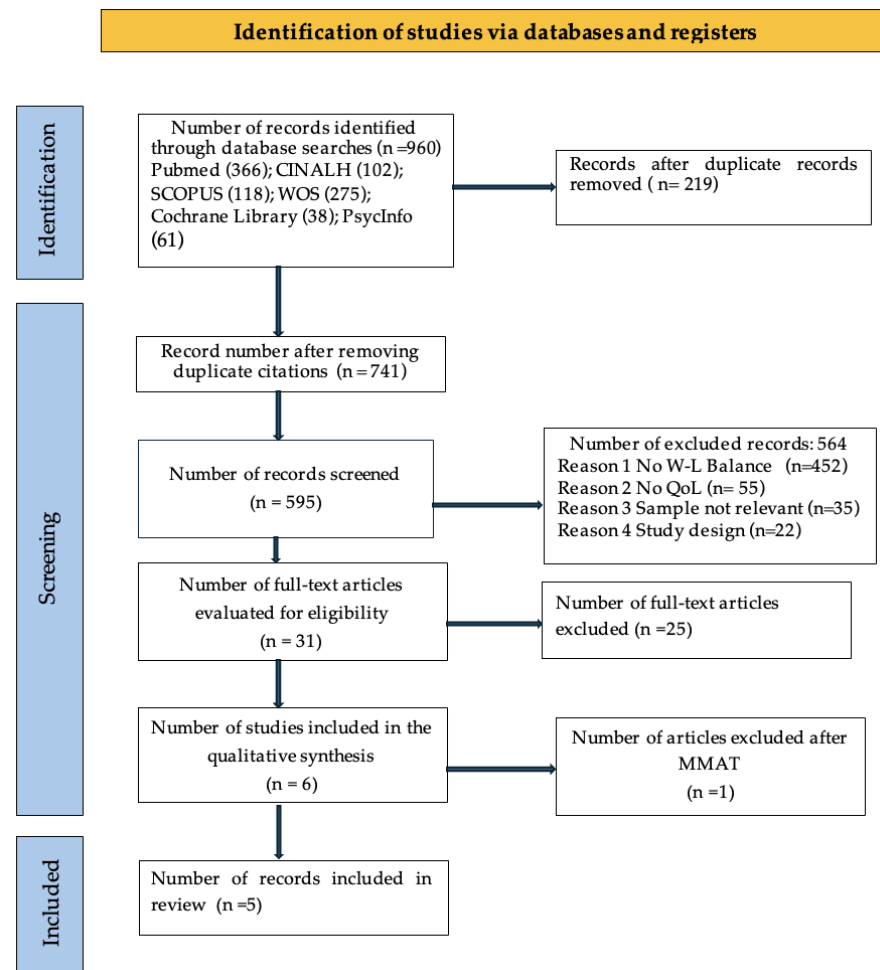 Identification of studies via databases and registers
Identification
Number of records identified
through database searches (n =960)
Pubmed (366); CINALH (102);
SCOPUS (118); WOS (275);
Cochrane Library (38); PsycInfo
(61)
Records after duplicate records
removed ( n= 219)
Screening
Record number after removing
duplicate citations (n = 741)
Number of records screened
(n = 595)
Number of excluded records: 564
Reason 1 No W-L Balance (n=452)
Reason 2 No QoL (n= 55)
Reason 3 Sample not relevant (n=35)
Reason 4 Study design (n=22)
Number of full-text articles
evaluated for eligibility
(n = 31)
Number of full-text articles
excluded (n =25)
Number of studies included in the
qualitative synthesis
(n = 6)
Number of articles excluded after
MMAT
(n =1)
Included
Number of records included in
review (n =5)